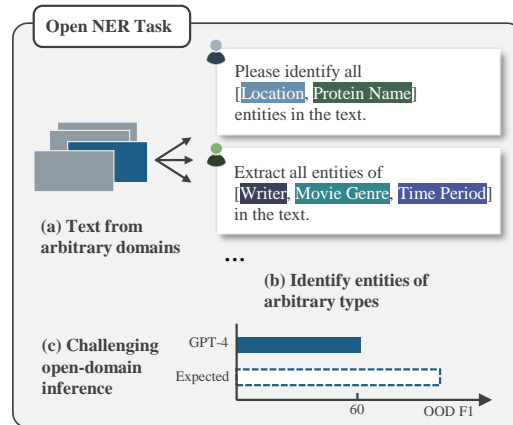 Open NER Task
Please identify all
[Location, Protein Name]
entities in the text.
Extract all entities of
[Writer, Movie Genre, Time Period]
in the text.
(a) Text from
arbitrary domains
...
(b) Identify entities of
arbitrary types
(c) Challenging
open-domain
inference
GPT-4
Expected
60
OOD F1